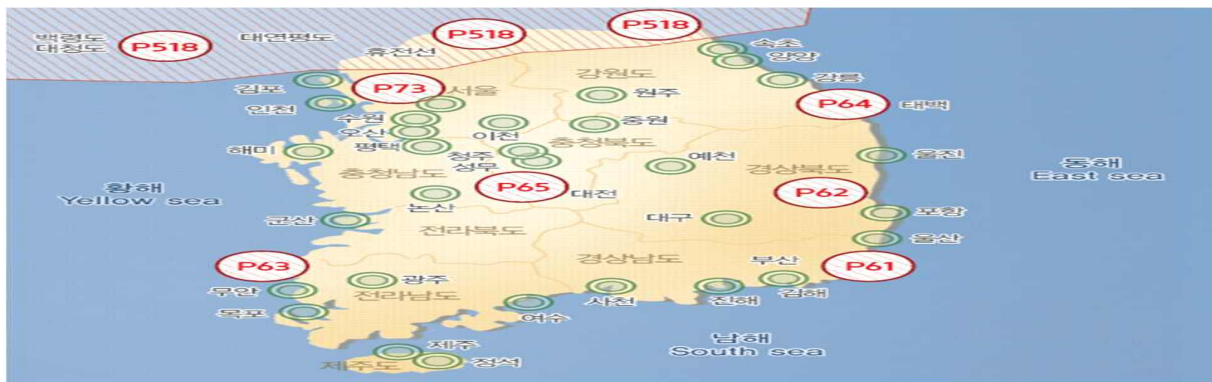 백령도
대청도
P518
대연평도
P518
P518
휴전선
속초
양양
강원도
강릉
김포
P73
서울
원주
P64
태백
인천
수원
이천
중원
오산
충청북도
해미
평택
청주
성무
예천
경상북도
울진
충청남도
P65
대전
P62
황해
Yellow sea
동해
East sea
논산
군산
전라북도
대구
포항
울산
경상남도
P63
부산
P61
무안
광주
전라남도
사천
진해
김해
목포
여수
남해
South sea
제주
제주도
정석